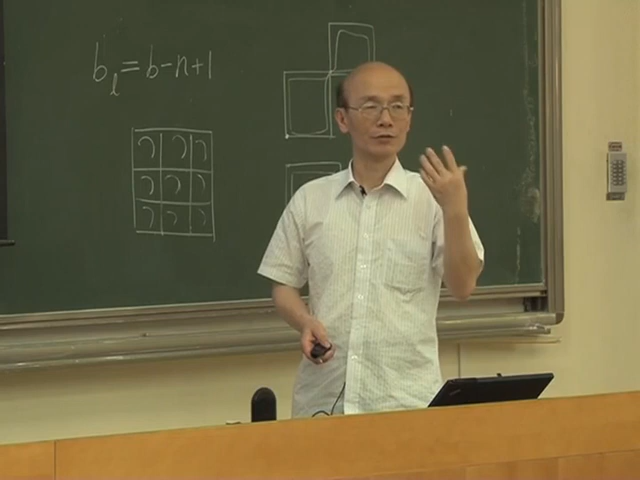 b_l = b-n+1